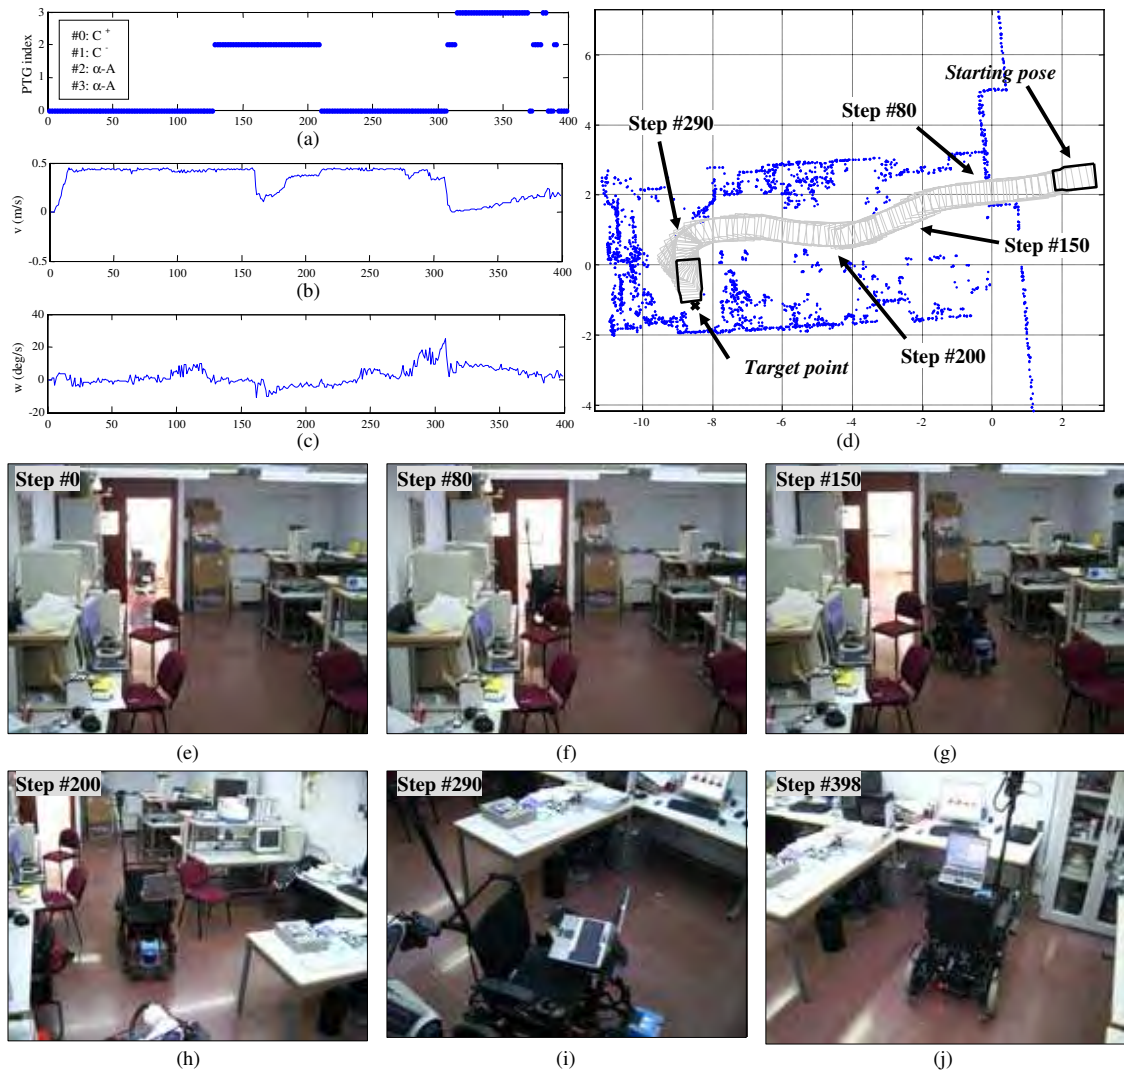 3
2
1
0
PTG index
#0: C +
#1: C -
#2: α-A
#3: α-A
0 50 100 150 200 250 300 350 400
(a)
0.5
0
-0.5
v (m/s)
0 50 100 150 200 250 300 350 400
(b)
40
20
0
-20
w (deg/s)
0 50 100 150 200 250 300 350 400
(c)
6
4
2
0
-2
-4
Starting pose
Step #80
Step #290
Step #150
Step #200
Target point
-10 -8 -6 -4 -2 0 2
(d)
Step #0
Step #80
Step #150
(e)
(f)
(g)
Step #200
Step #290
Step #398
(h)
(i)
(j)